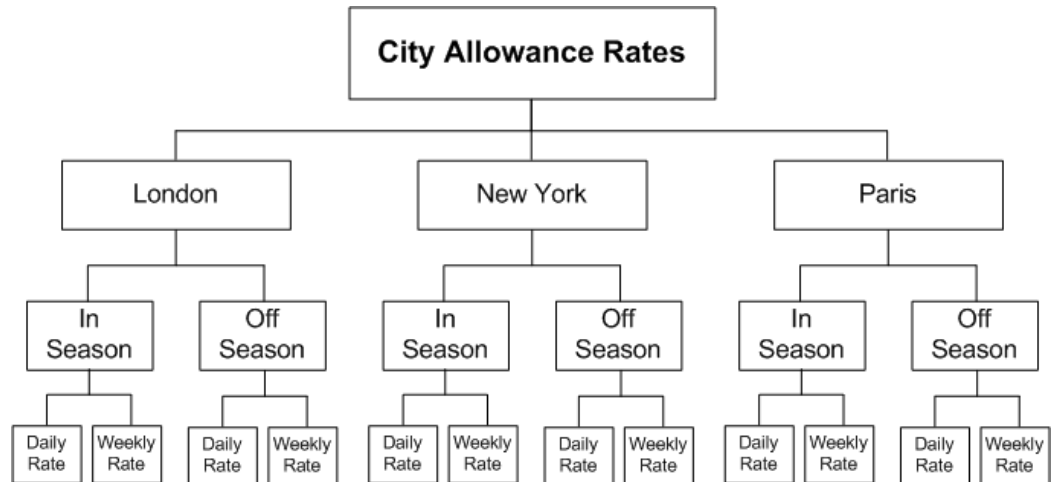 City Allowance Rates
London
New York
Paris
In
Season
Off
Season
In
Season
Off
Season
In
Season
Off
Season
Daily
Rate
Weekly
Rate
Daily
Rate
Weekly
Rate
Daily
Rate
Weekly
Rate
Daily
Rate
Weekly
Rate
Daily
Rate
Weekly
Rate
Daily
Rate
Weekly
Rate